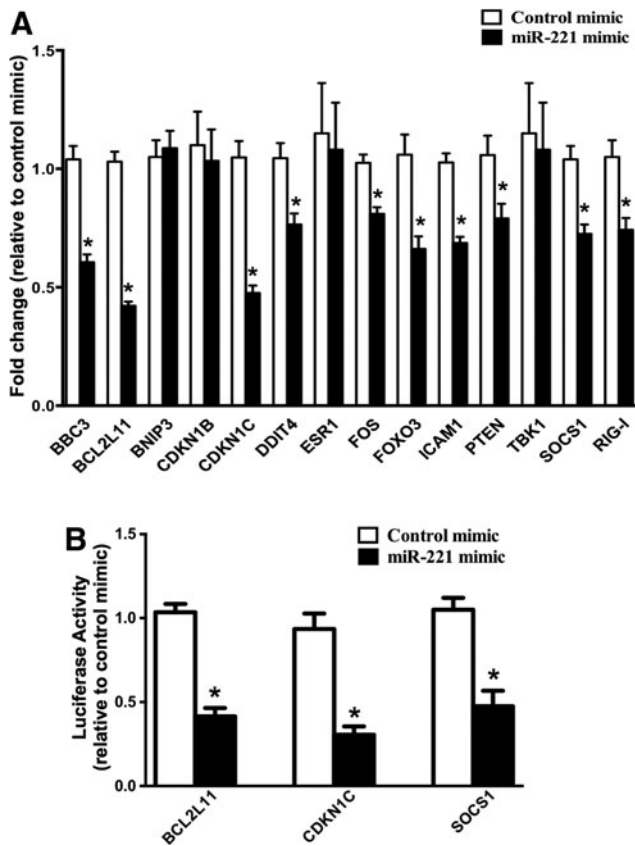 A
Control mimic
miR-221 mimic
Fold change (relative to control mimic)
1.5
1.0
0.5
0.0
*
*
*
*
*
*
*
*
*
*
BBC3
BCL2L11
BNIP3
CDKN1B
CDKN1C
DDIT4
ESR1
FOS
FOXO3
ICAM1
PTEN
TBK1
SOCS1
RIG-I
B
Control mimic
miR-221 mimic
Luciferase Activity
(relative to control mimic)
1.5
1.0
0.5
0.0
*
*
*
BCL2L11
CDKN1C
SOCS1